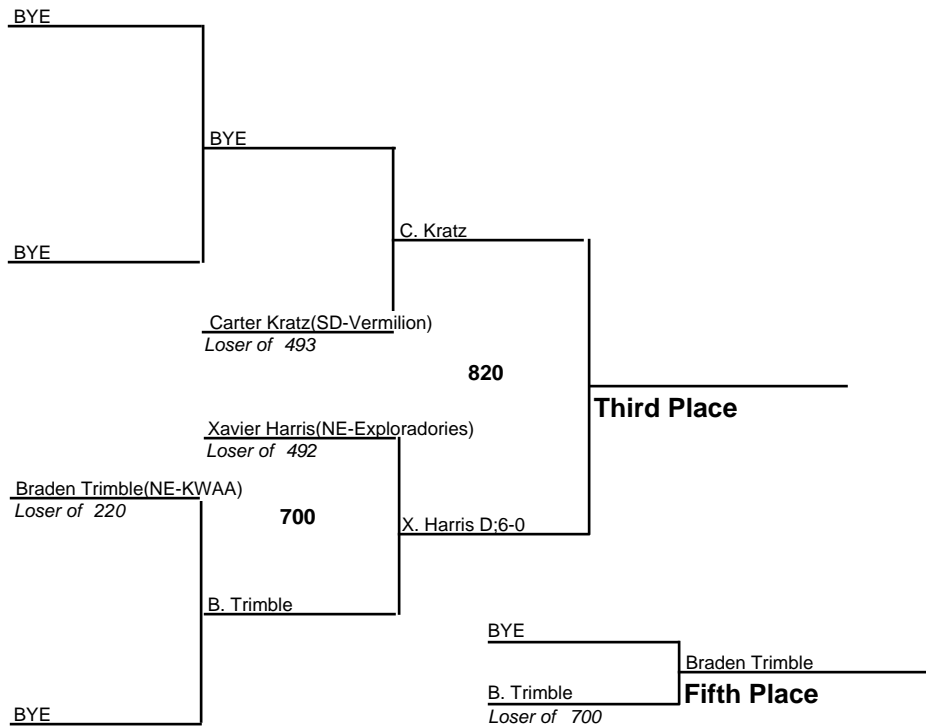 BYE
BYE
C. Kratz
BYE
Carter Kratz(SD-Vermilion)
Loser of 493
820
Third Place
Xavier Harris(NE-Exploradories)
Loser of 492
Braden Trimble(NE-KWAA)
Loser of 220
700
X. Harris D;6-0
B. Trimble
BYE
BYE
Braden Trimble
Fifth Place
B. Trimble
Loser of 700